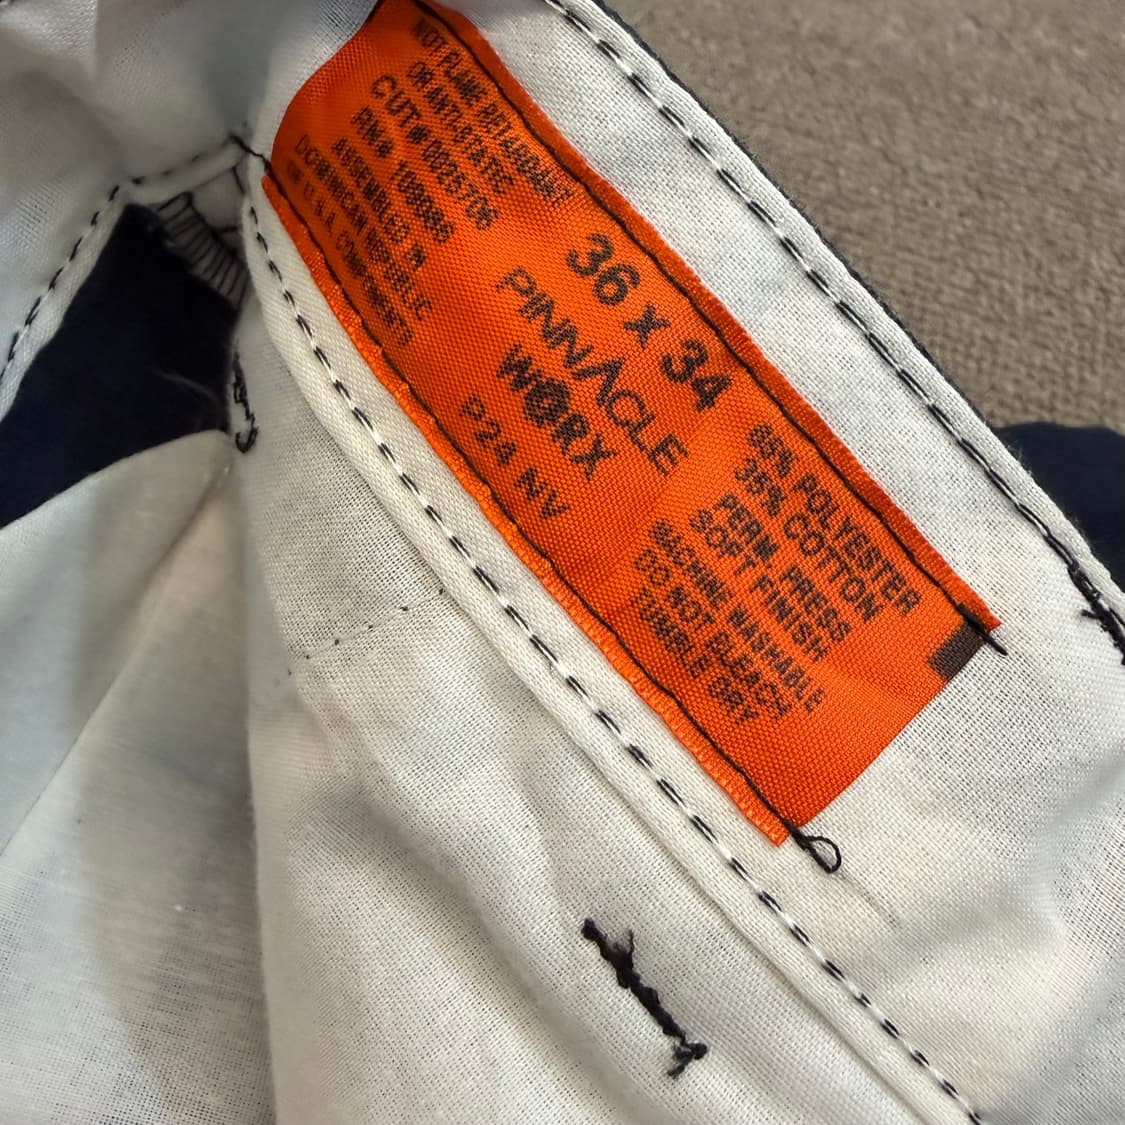 NOT FLAME RETARDANT
OR ANTI-STATIC
CUT#
RN#
ASSEMBLED IN
DOMINICAN REPUBLIC
OF U.S.A. COMPONENTS
36 x 34
PINNACLE
WORX
P24 NV
65% POLYESTER
35% COTTON
PERM. PRESS
SOFT FINISH
MACHINE WASHABLE
DO NOT BLEACH
TUMBLE DRY